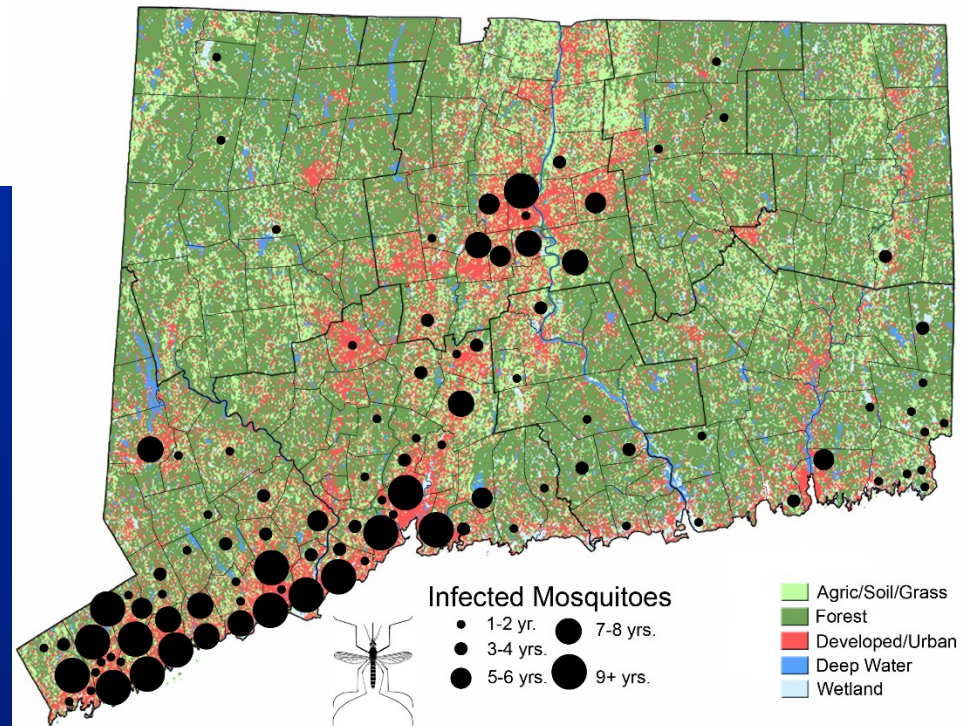 Infected Mosquitoes
1-2 yr.
3-4 yrs.
5-6 yrs.
7-8 yrs.
9+ yrs.
Agric/Soil/Grass
Forest
Developed/Urban
Deep Water
Wetland